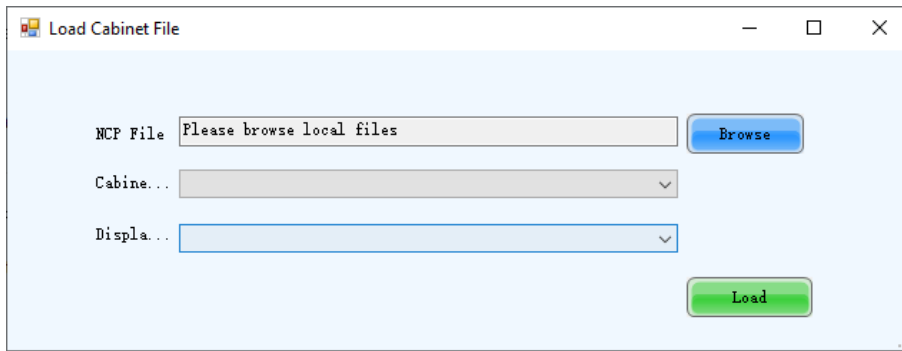 Load Cabinet File
NCP File Please browse local files Browse
Cabine...
Displa...
Load